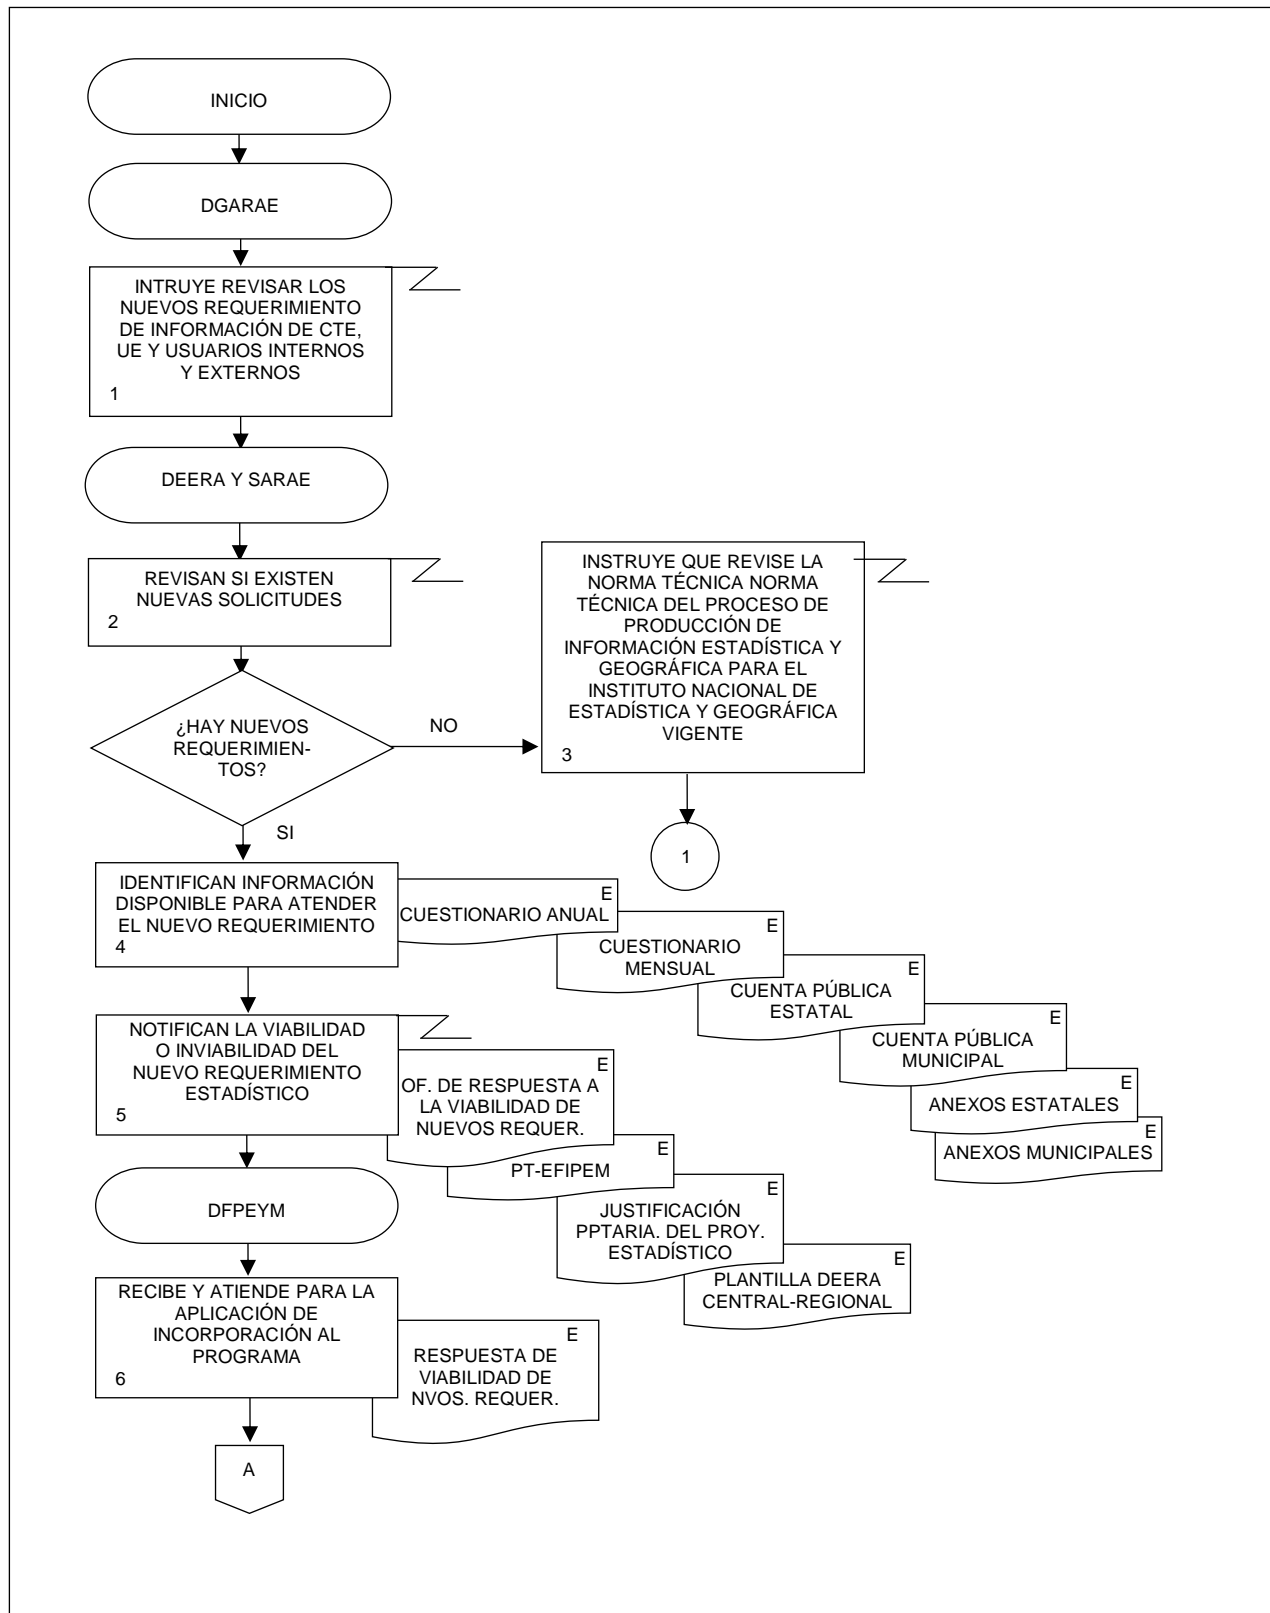 INICIO
DGARAE
INTRUYE REVISAR LOS
NUEVOS REQUERIMIENTO
DE INFORMACIÓN DE CTE,
UE Y USUARIOS INTERNOS
Y EXTERNOS
1
DEERA Y SARAE
REVISAN SI EXISTEN
NUEVAS SOLICITUDES
2
¿HAY NUEVOS
REQUERIMIEN-
TOS?
NO
INSTRUYE QUE REVISE LA
NORMA TÉCNICA NORMA
TÉCNICA DEL PROCESO DE
PRODUCCIÓN DE
INFORMACIÓN ESTADÍSTICA Y
GEOGRÁFICA PARA EL
INSTITUTO NACIONAL DE
ESTADÍSTICA Y GEOGRÁFICA
VIGENTE
3
1
SI
IDENTIFICAN INFORMACIÓN
DISPONIBLE PARA ATENDER
EL NUEVO REQUERIMIENTO
4
E
CUESTIONARIO ANUAL
E
CUESTIONARIO
MENSUAL
E
CUENTA PÚBLICA
ESTATAL
E
CUENTA PÚBLICA
MUNICIPAL
E
ANEXOS ESTATALES
E
ANEXOS MUNICIPALES
NOTIFICAN LA VIABILIDAD
O INVIABILIDAD DEL
NUEVO REQUERIMIENTO
ESTADÍSTICO
5
E
OF. DE RESPUESTA A
LA VIABILIDAD DE
NUEVOS REQUER.
E
PT-EFIPEM
E
JUSTIFICACIÓN
PPTARIA. DEL PROY.
ESTADÍSTICO
E
PLANTILLA DEERA
CENTRAL-REGIONAL
DFPEYM
RECIBE Y ATIENDE PARA LA
APLICACIÓN DE
INCORPORACIÓN AL
PROGRAMA
6
E
RESPUESTA DE
VIABILIDAD DE
NVOS. REQUER.
A